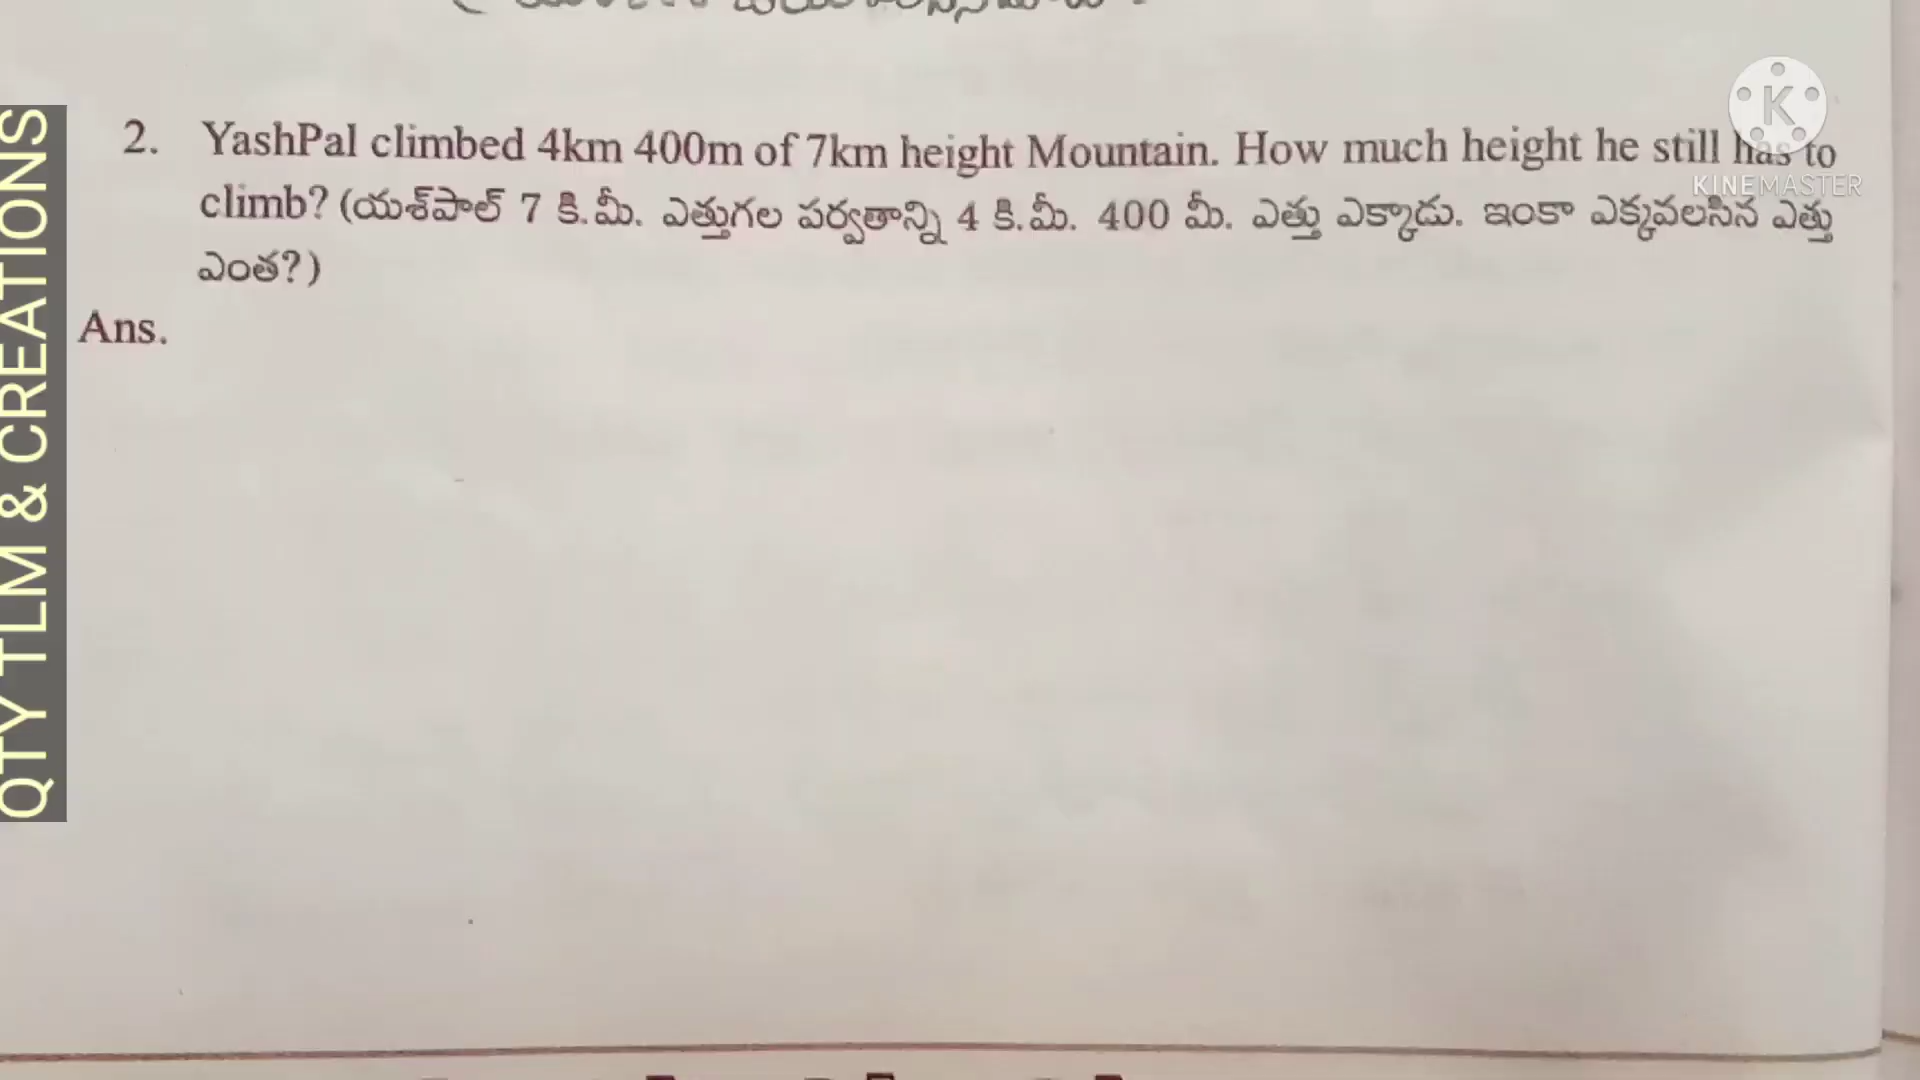 2. YashPal climbed 4km 400m of 7km height Mountain. How much height he still has to
climb? (యశ్‌పాల్ 7 కి.మీ. ఎత్తుగల పర్వతాన్ని 4 కి.మీ. 400 మీ. ఎత్తు ఎక్కాడు. ఇంకా ఎక్కవలసిన ఎత్తు
ఎంత?)
Ans.
QTY TLM & CREATIONS
K
KINEMASTER